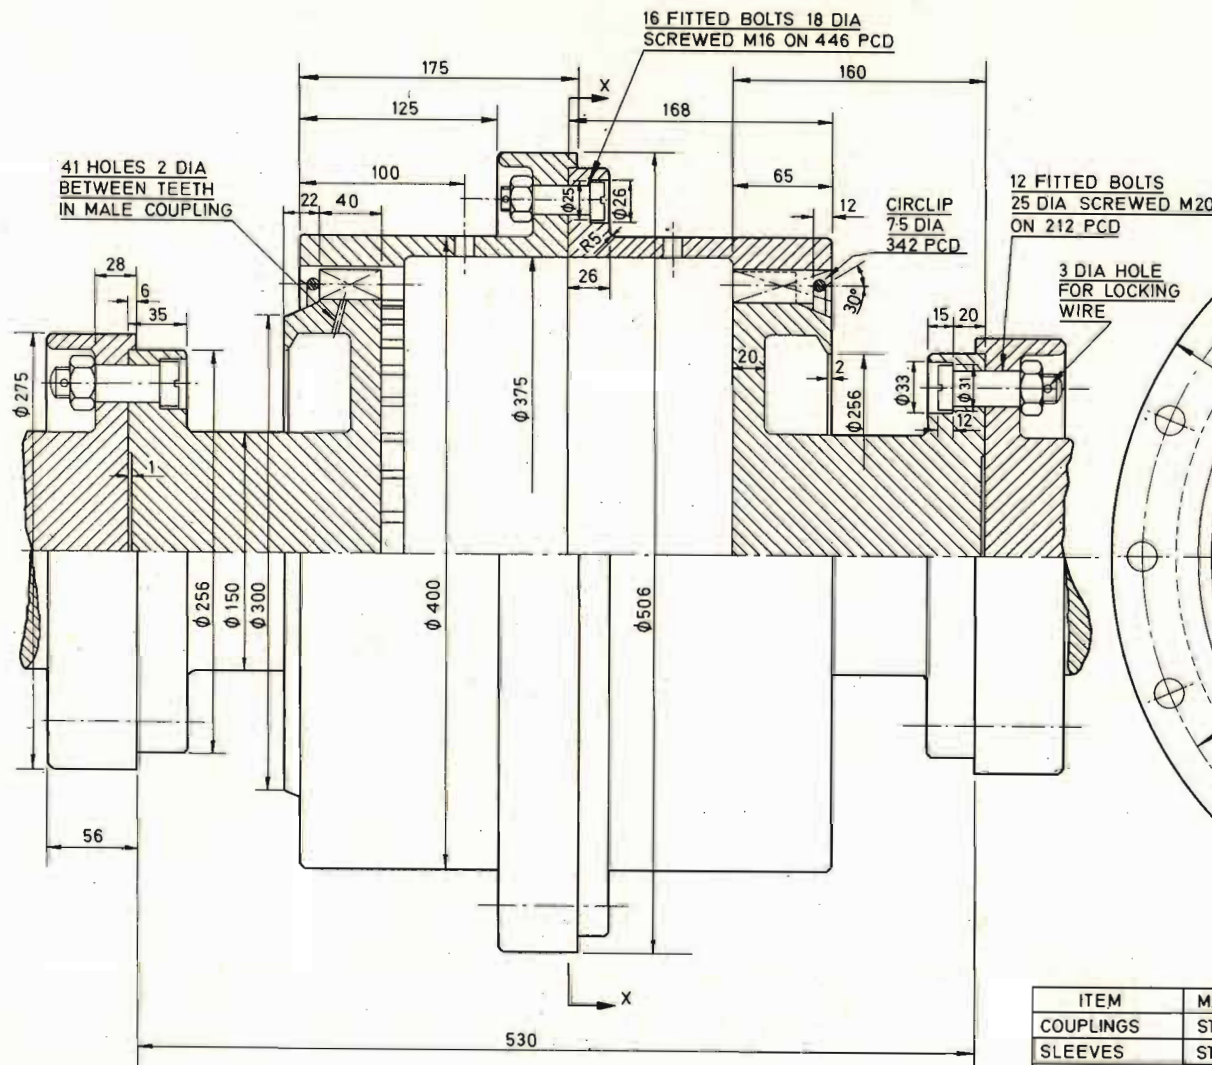 16 FITTED BOLTS 18 DIA
SCREWED M16 ON 446 PCD
175
X
160
125
168
41 HOLES 2 DIA
BETWEEN TEETH
IN MALE COUPLING
100
65
12 FITTED BOLTS
25 DIA SCREWED M20
ON 212 PCD
22
40
Φ25
Φ26
12
CIRCLIP
7·5 DIA
342 PCD
R5
28
26
30°
3 DIA HOLE
FOR LOCKING
WIRE
6
35
15
20
Φ275
Φ375
20
2
Φ256
Φ33
Φ31
12
1
Φ256
Φ150
Φ300
Φ400
Φ506
56
X
530
ITEM
COUPLINGS
SLEEVES